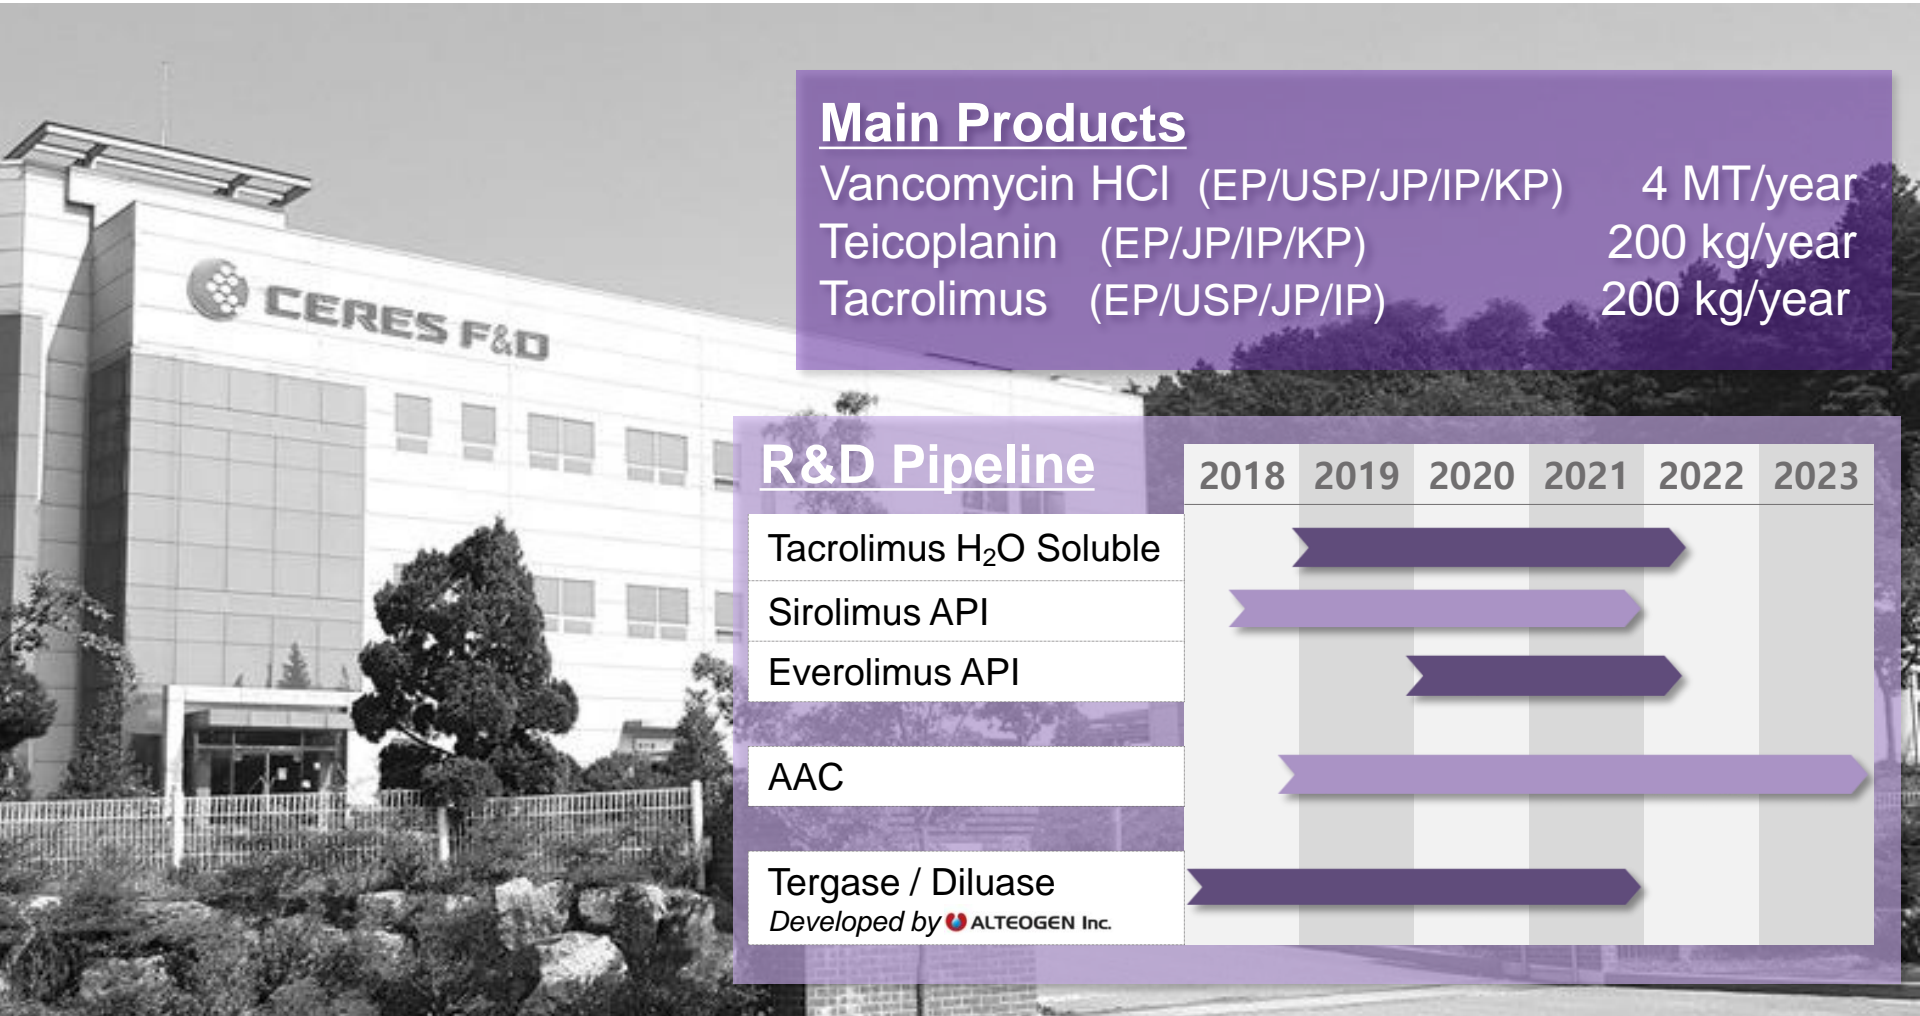 CERES F&D
Main Products
Vancomycin HCl (EP/USP/JP/IP/KP) 4 MT/year
Teicoplanin (EP/JP/IP/KP) 200 kg/year
Tacrolimus (EP/USP/JP/IP) 200 kg/year
R&D Pipeline
2018 2019 2020 2021 2022 2023
Tacrolimus H₂O Soluble
Sirolimus API
Everolimus API
AAC
Tergase / Diluase
Developed by ALTEOGEN Inc.